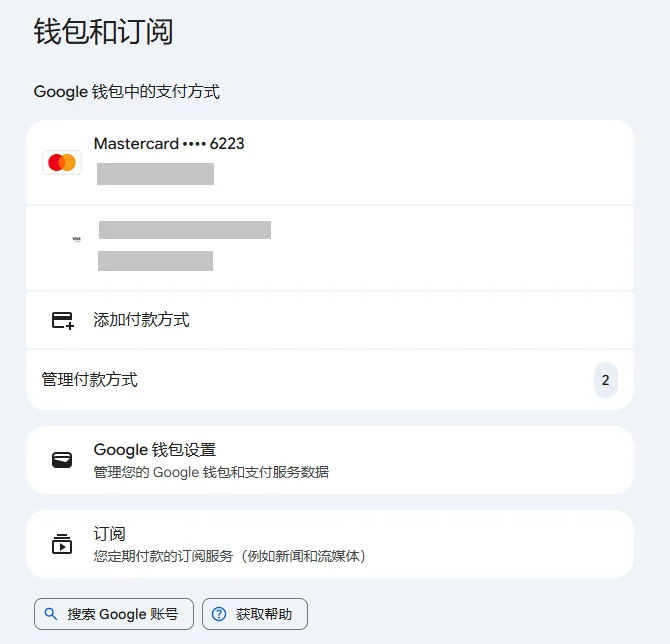 钱包和订阅
Google 钱包中的支付方式
Mastercard •••• 6223
添加付款方式
管理付款方式
2
Google 钱包设置
管理您的 Google 钱包和支付服务数据
订阅
您定期付款的订阅服务（例如新闻和流媒体）
搜索 Google 账号
获取帮助